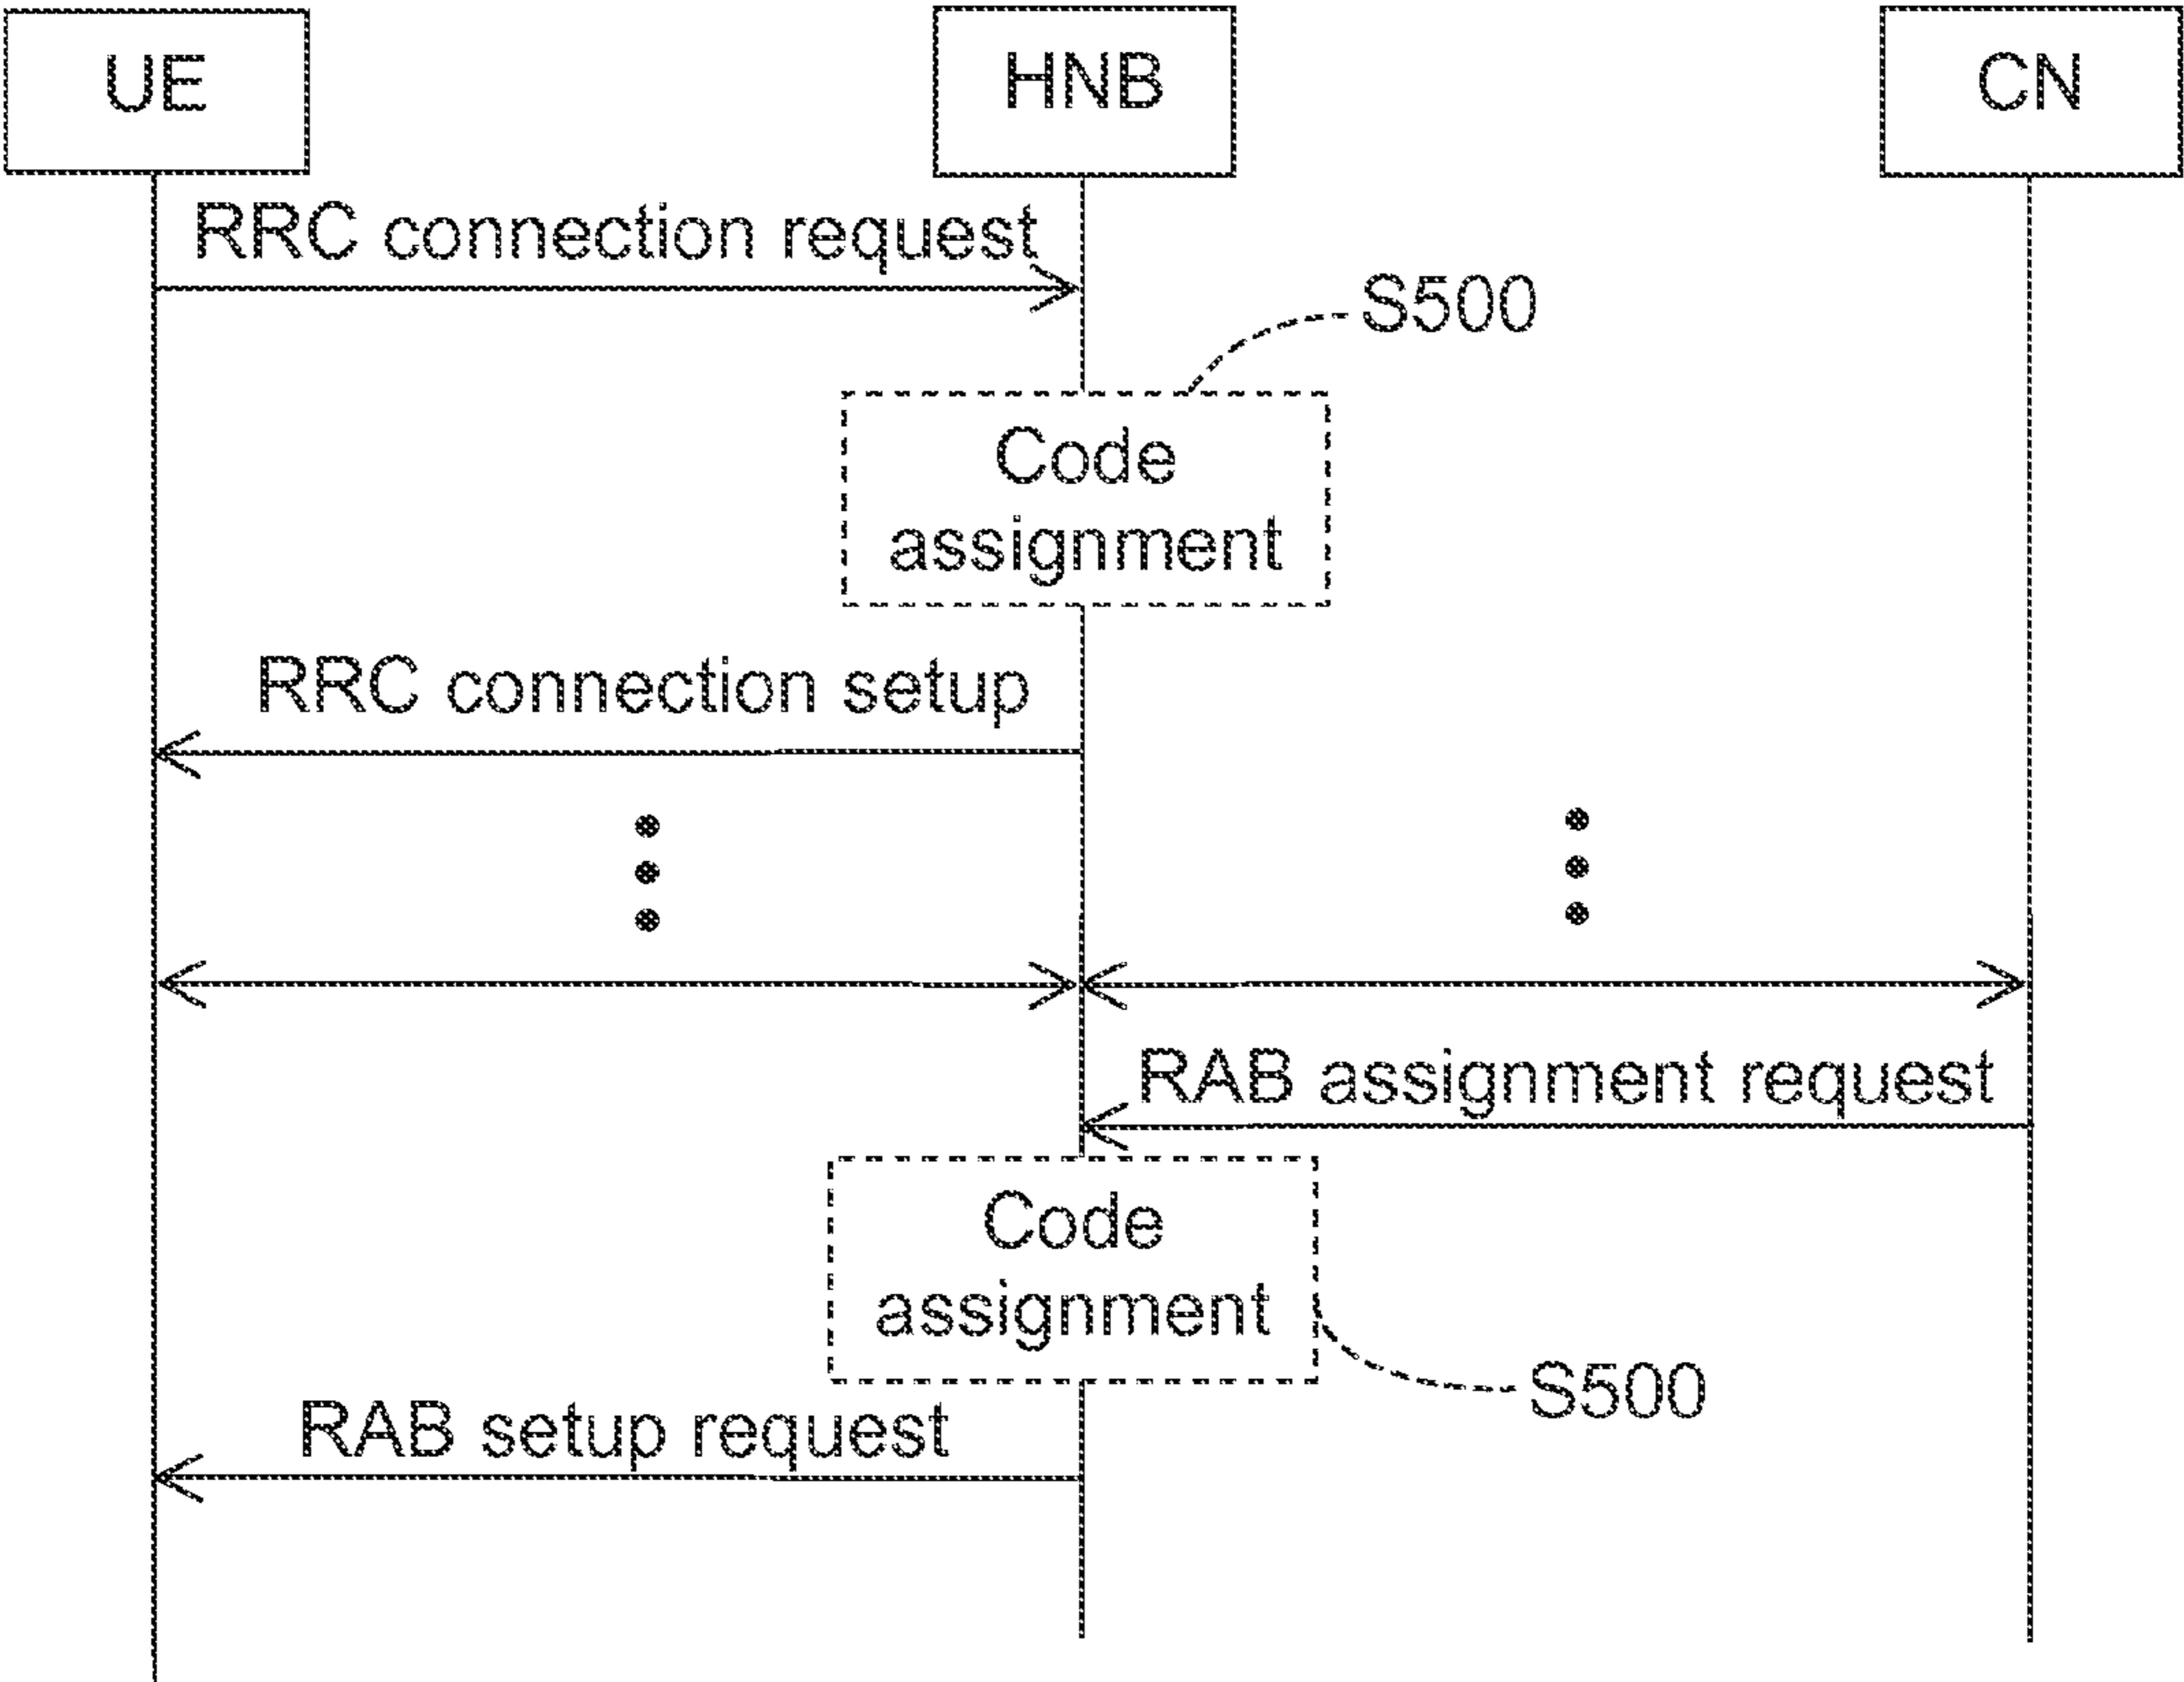 UE
HNB
CN
RRC connection request
S500
Code
assignment
RRC connection setup
RAB assignment request
Code
assignment
S500
RAB setup request